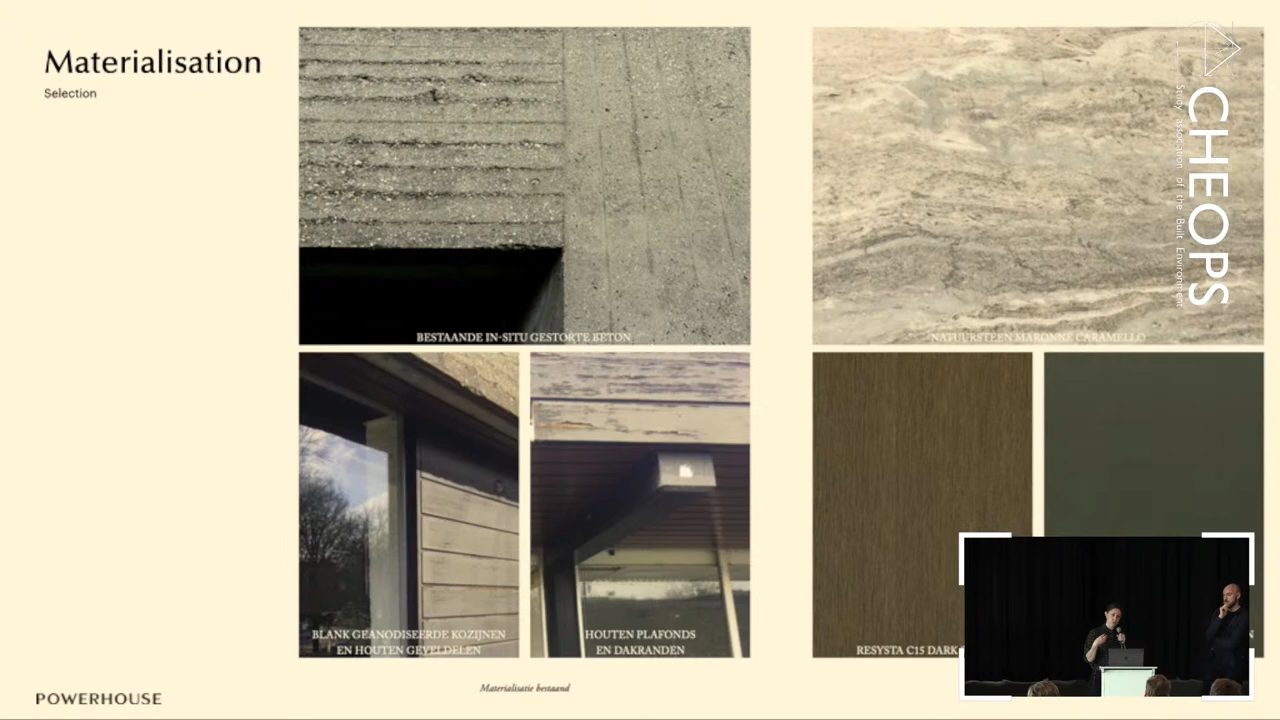 Materialisation
Selection
BESTAANDE IN-SITU GESTORTE BETON
NATUURSTEEN MARONNE CARAMELLO
BLANK GEANODISEERDE KOZIJNEN
EN HOUTEN GEVELDELEN
HOUTEN PLAFONDS
EN DAKRANDEN
RESYSTA C15 DARK
Materialisatie bestaand
POWERHOUSE
CHEOPS
Study association of the Built Environment